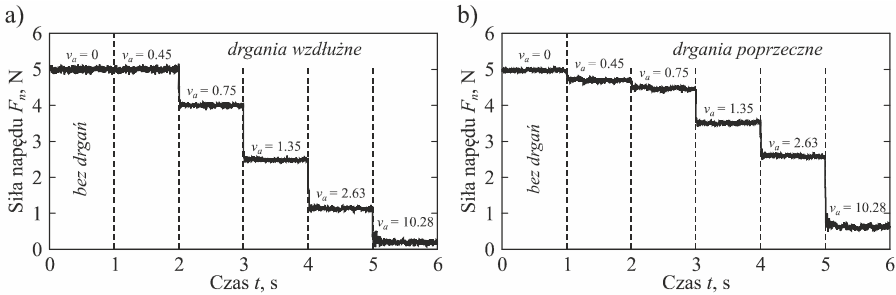 a)
Siła napędu Fn, N
6
5
4
3
2
1
0
va = 0
va = 0.45
drgania wzdłużne
va = 0.75
va = 1.35
va = 2.63
va = 10.28
bez drgań
0 1 2 3 4 5 6
Czas t, s
b)
Siła napędu Fn, N
6
5
4
3
2
1
0
va = 0
va = 0.45
drgania poprzeczne
va = 0.75
va = 1.35
va = 2.63
va = 10.28
bez drgań
0 1 2 3 4 5 6
Czas t, s